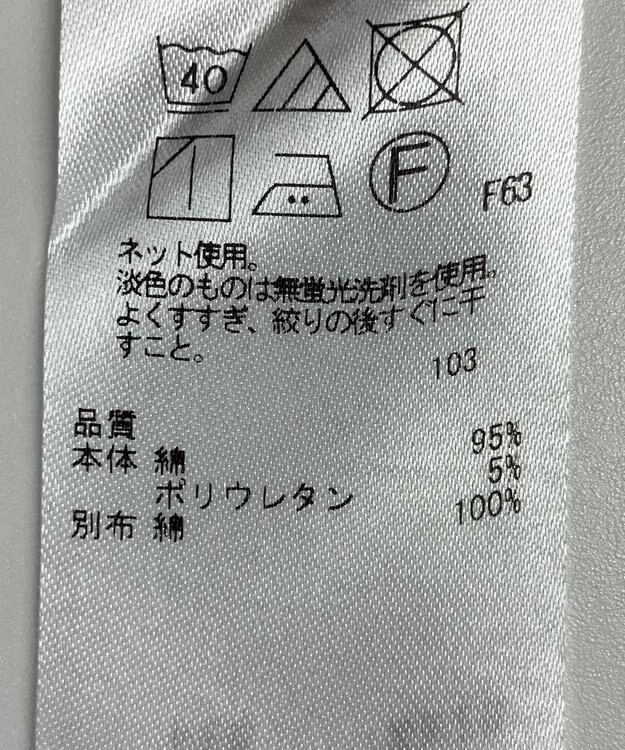 40
F
F63
ネット使用。
淡色のものは無蛍光洗剤を使用。
よくすすぎ、絞りの後すぐに干
すこと。
103
品質
本体 綿 95%
ポリウレタン 5%
別布 綿 100%